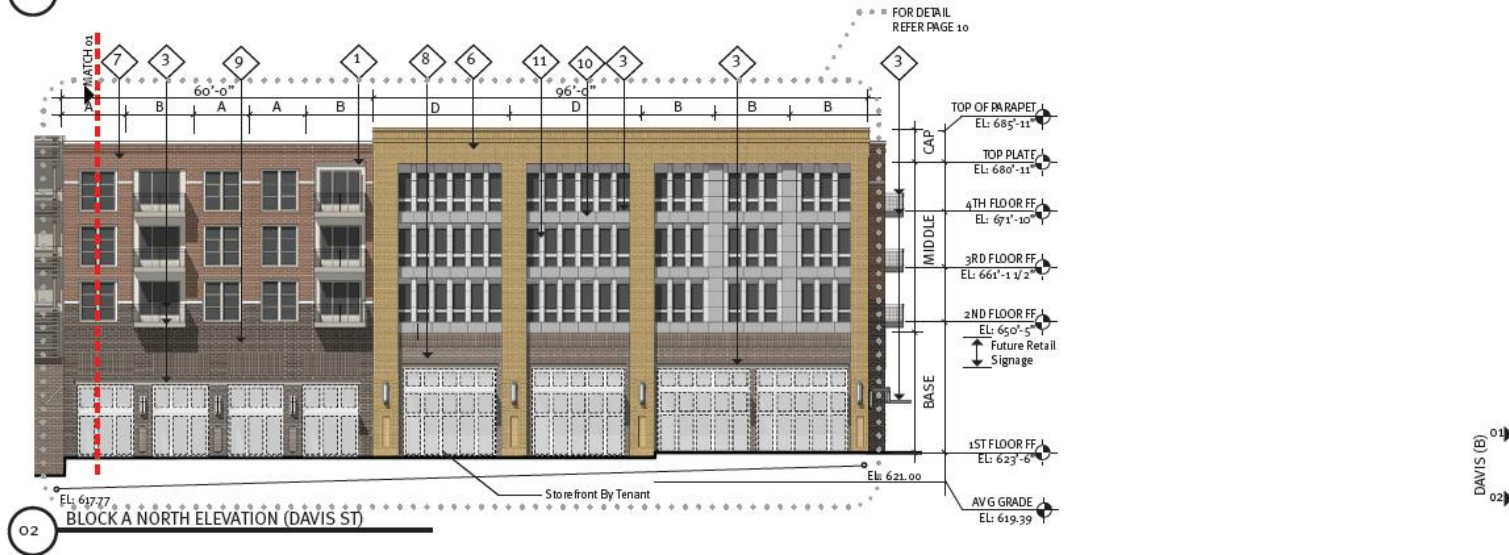 FOR DETAIL
REFER PAGE 10
MATCH 01
7
3
9
1
8
6
11
10
3
3
3
60'-0"
96'-0"
A
B
A
A
B
D
D
B
B
B
CAP
MIDDLE
BASE
TOP OF PARAPET
EL: 685'-11"
TOP PLATE
EL: 680'-11"
4TH FLOOR FF
EL: 671'-10"
3RD FLOOR FF
EL: 661'-1 1/2"
2ND FLOOR FF
EL: 650'-5"
Future Retail
Signage
1ST FLOOR FF
EL: 623'-6"
EL: 617.77
EL: 621.00
Storefront By Tenant
AVG GRADE
EL: 619.39
02
BLOCK A NORTH ELEVATION (DAVIS ST)
DAVIS (B)
01
02